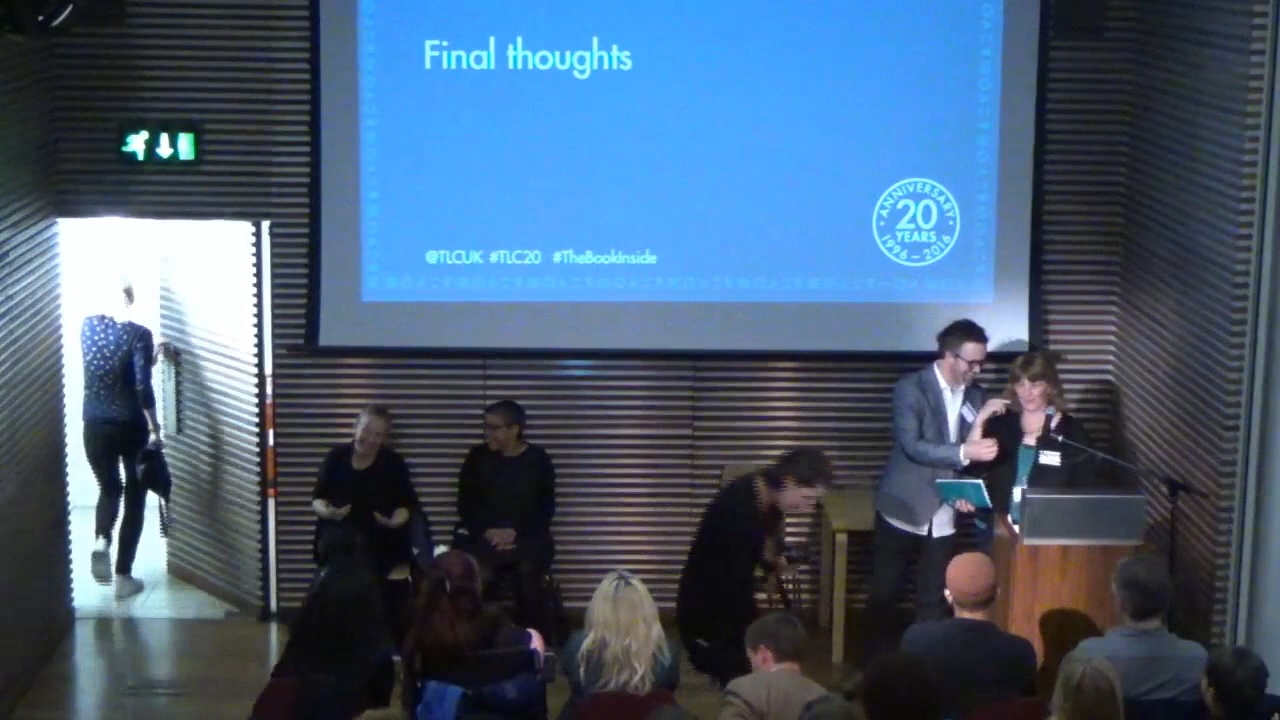 Final thoughts
• ANNIVERSARY •
20
YEARS
1996 – 2016
@TLCUK #TLC20 #TheBookInside